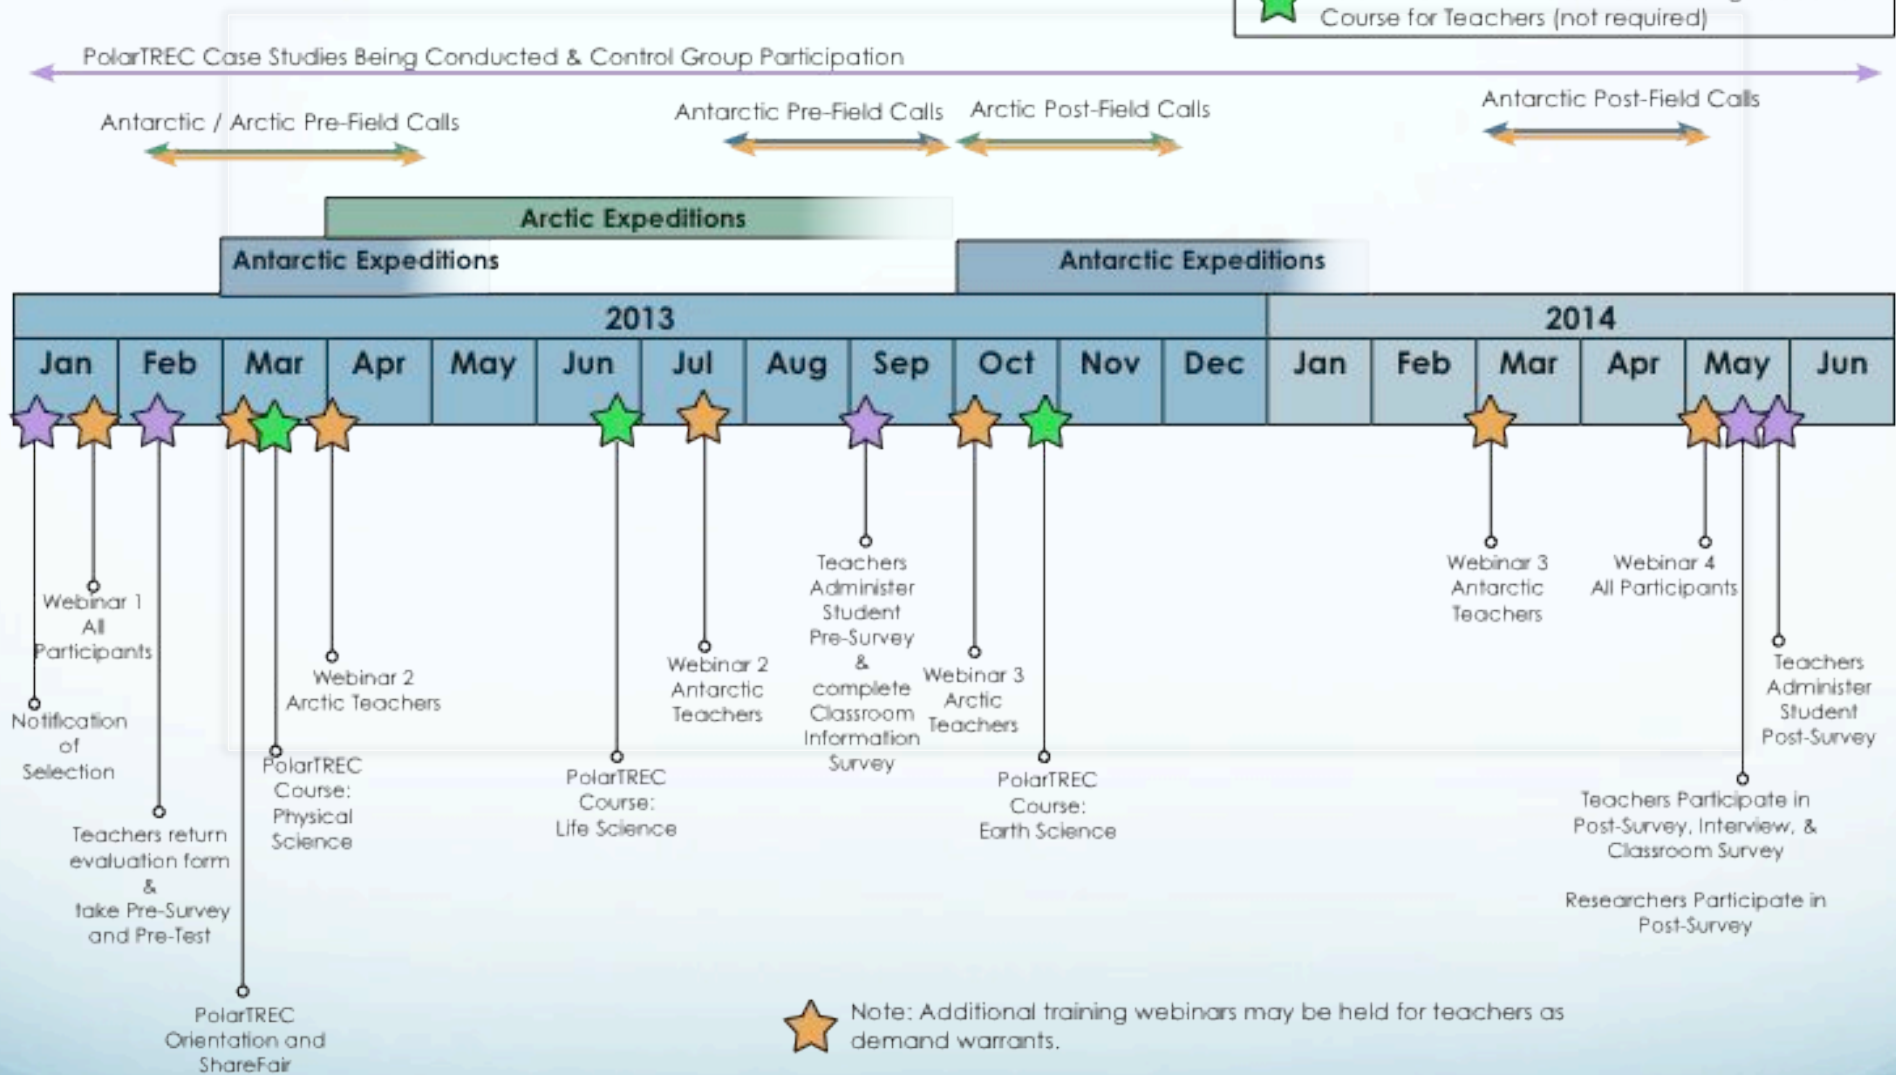 Course for Teachers (not required)
PolarTREC Case Studies Being Conducted & Control Group Participation
Antarctic / Arctic Pre-Field Calls
Antarctic Pre-Field Calls
Arctic Post-Field Calls
Antarctic Post-Field Calls
Arctic Expeditions
Antarctic Expeditions
Antarctic Expeditions
2013
2014
Jan Feb Mar Apr May Jun Jul Aug Sep Oct Nov Dec Jan Feb Mar Apr May Jun
Notification
of
Selection
Webinar 1
All
Participants
Teachers return
evaluation form
&
take Pre-Survey
and Pre-Test
PolarTREC
Orientation and
ShareFair
PolarTREC
Course:
Physical
Science
Webinar 2
Arctic Teachers
PolarTREC
Course:
Life Science
Webinar 2
Antarctic
Teachers
Teachers
Administer
Student
Pre-Survey
&
complete
Classroom
Information
Survey
Webinar 3
Arctic
Teachers
PolarTREC
Course:
Earth Science
Webinar 3
Antarctic
Teachers
Webinar 4
All Participants
Teachers Participate in
Post-Survey, Interview, &
Classroom Survey
Researchers Participate in
Post-Survey
Teachers
Administer
Student
Post-Survey
Note: Additional training webinars may be held for teachers as
demand warrants.